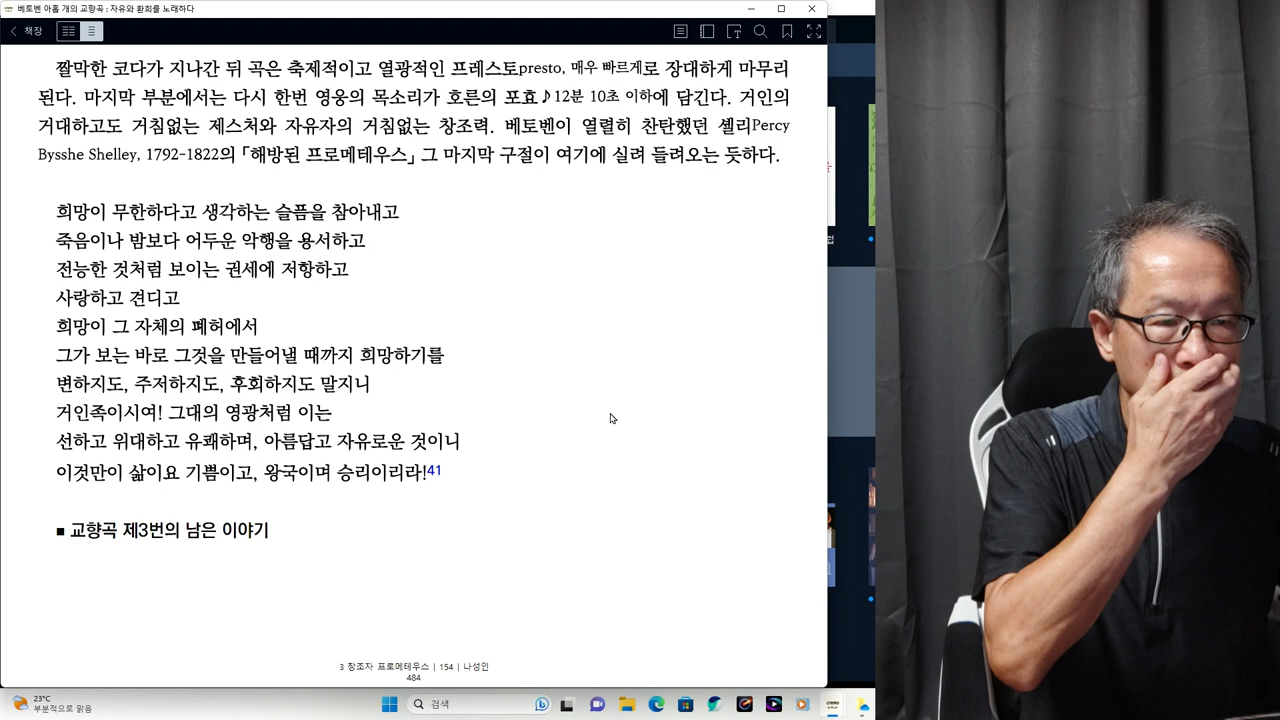 베토벤 아홉 개의 교향곡 : 자유와 환희를 노래하다
책장
짤막한 코다가 지나간 뒤 곡은 축제적이고 열광적인 프레스토presto, 매우 빠르게로 장대하게 마무리
된다. 마지막 부분에서는 다시 한번 영웅의 목소리가 호른의 포효♪12분 10초 이하에 담긴다. 거인의
거대하고도 거침없는 제스처와 자유자의 거침없는 창조력. 베토벤이 열렬히 찬탄했던 셸리Percy
Bysshe Shelley, 1792-1822의 「해방된 프로메테우스」 그 마지막 구절이 여기에 실려 들려오는 듯하다.
희망이 무한하다고 생각하는 슬픔을 참아내고
죽음이나 밤보다 어두운 악행을 용서하고
전능한 것처럼 보이는 권세에 저항하고
사랑하고 견디고
희망이 그 자체의 폐허에서
그가 보는 바로 그것을 만들어낼 때까지 희망하기를
변하지도, 주저하지도, 후회하지도 말지니
거인족이시여! 그대의 영광처럼 이는
선하고 위대하고 유쾌하며, 아름답고 자유로운 것이니
이것만이 삶이요 기쁨이고, 왕국이며 승리이리라!41
■ 교향곡 제3번의 남은 이야기
3 창조자 프로메테우스 | 154 | 나성인
484
23°C
부분적으로 맑음
검색